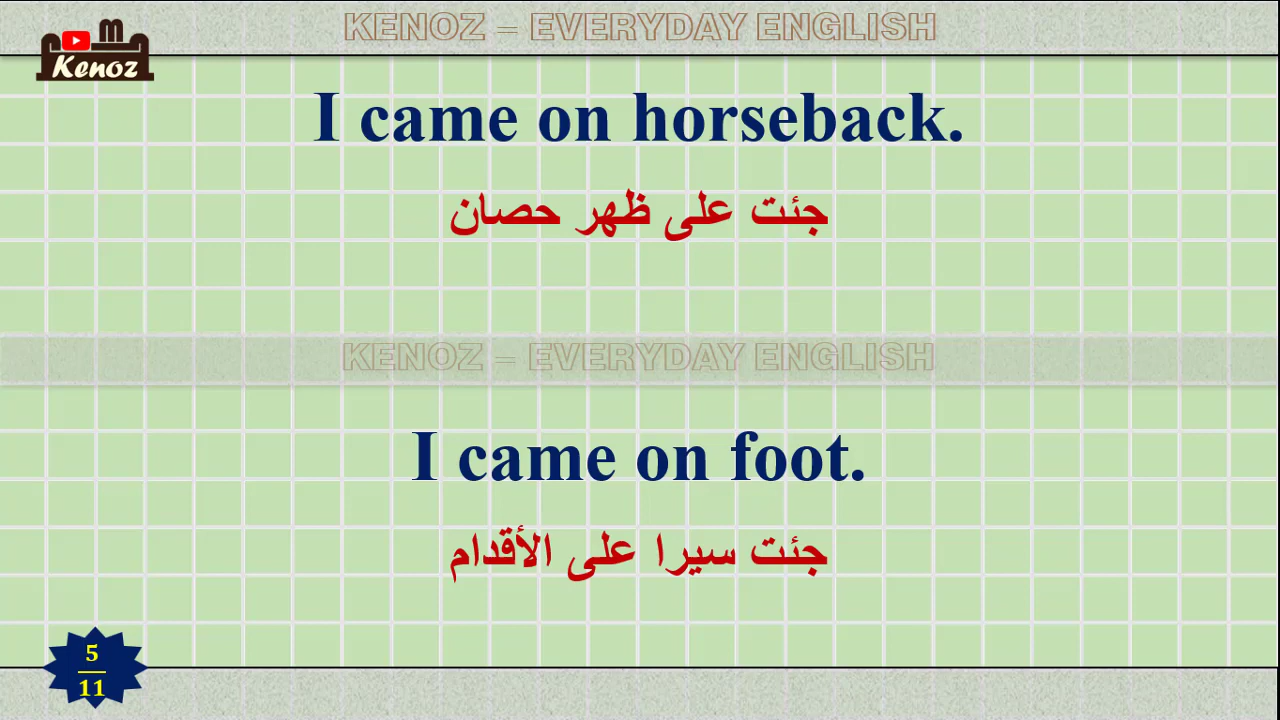 KENOZ – EVERYDAY ENGLISH
Kenoz
I came on horseback.
جئت على ظهر حصان
KENOZ – EVERYDAY ENGLISH
I came on foot.
جئت سيرا على الأقدام
5
11